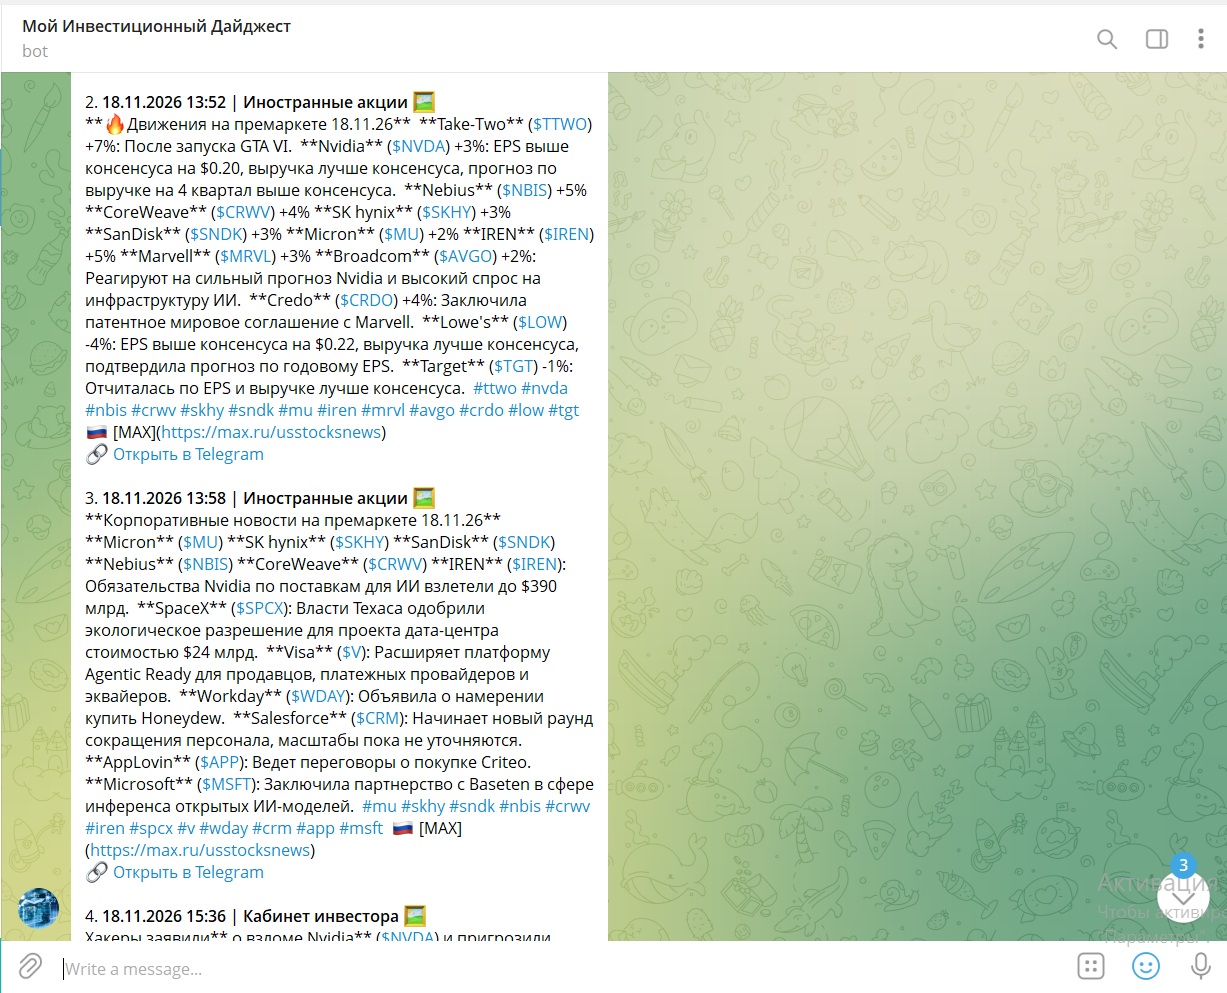 Мой Инвестиционный Дайджест
bot
2. 18.11.2026 13:52 | Иностранные акции
**🔥Движения на премаркете 18.11.26** **Take-Two** ($TTWO)
+7%: После запуска GTA VI. **Nvidia** ($NVDA) +3%: EPS выше
консенсуса на $0.20, выручка лучше консенсуса, прогноз по
выручке на 4 квартал выше консенсуса. **Nebius** ($NBIS) +5%
**CoreWeave** ($CRWV) +4% **SK hynix** ($SKHY) +3%
**SanDisk** ($SNDK) +3% **Micron** ($MU) +2% **IREN** ($IREN)
+5% **Marvell** ($MRVL) +3% **Broadcom** ($AVGO) +2%:
Реагируют на сильный прогноз Nvidia и высокий спрос на
инфраструктуру ИИ. **Credo** ($CRDO) +4%: Заключила
патентное мировое соглашение с Marvell. **Lowe's** ($LOW)
-4%: EPS выше консенсуса на $0.22, выручка лучше консенсуса,
подтвердила прогноз по годовому EPS. **Target** ($TGT) -1%:
Отчиталась по EPS и выручке лучше консенсуса. #ttwo #nvda
#nbis #crwv #skhy #sndk #mu #iren #mrvl #avgo #crdo #low #tgt
🇷🇺 [MAX](https://max.ru/usstocksnews)
🔗 Открыть в Telegram
3. 18.11.2026 13:58 | Иностранные акции
**Корпоративные новости на премаркете 18.11.26**
**Micron** ($MU) **SK hynix** ($SKHY) **SanDisk** ($SNDK)
**Nebius** ($NBIS) **CoreWeave** ($CRWV) **IREN** ($IREN):
Обязательства Nvidia по поставкам для ИИ взлетели до $390
млрд. **SpaceX** ($SPCX): Власти Техаса одобрили
экологическое разрешение для проекта дата-центра
стоимостью $24 млрд. **Visa** ($V): Расширяет платформу
Agentic Ready для продавцов, платежных провайдеров и
эквайеров. **Workday** ($WDAY): Объявила о намерении
купить Honeydew. **Salesforce** ($CRM): Начинает новый раунд
сокращения персонала, масштабы пока не уточняются.
**AppLovin** ($APP): Ведет переговоры о покупке Criteo.
**Microsoft** ($MSFT): Заключила партнерство с Baseten в сфере
инференса открытых ИИ-моделей. #mu #skhy #sndk #nbis #crwv
#iren #spcx #v #wday #crm #app #msft 🇷🇺 [MAX]
(https://max.ru/usstocksnews)
🔗 Открыть в Telegram
4. 18.11.2026 15:36 | Кабинет инвестора
Хакеры заявили** о взломе Nvidia** ($NVDA) и пригрозили
3
Активация
Чтобы активиро
"Параметры".
Write a message...